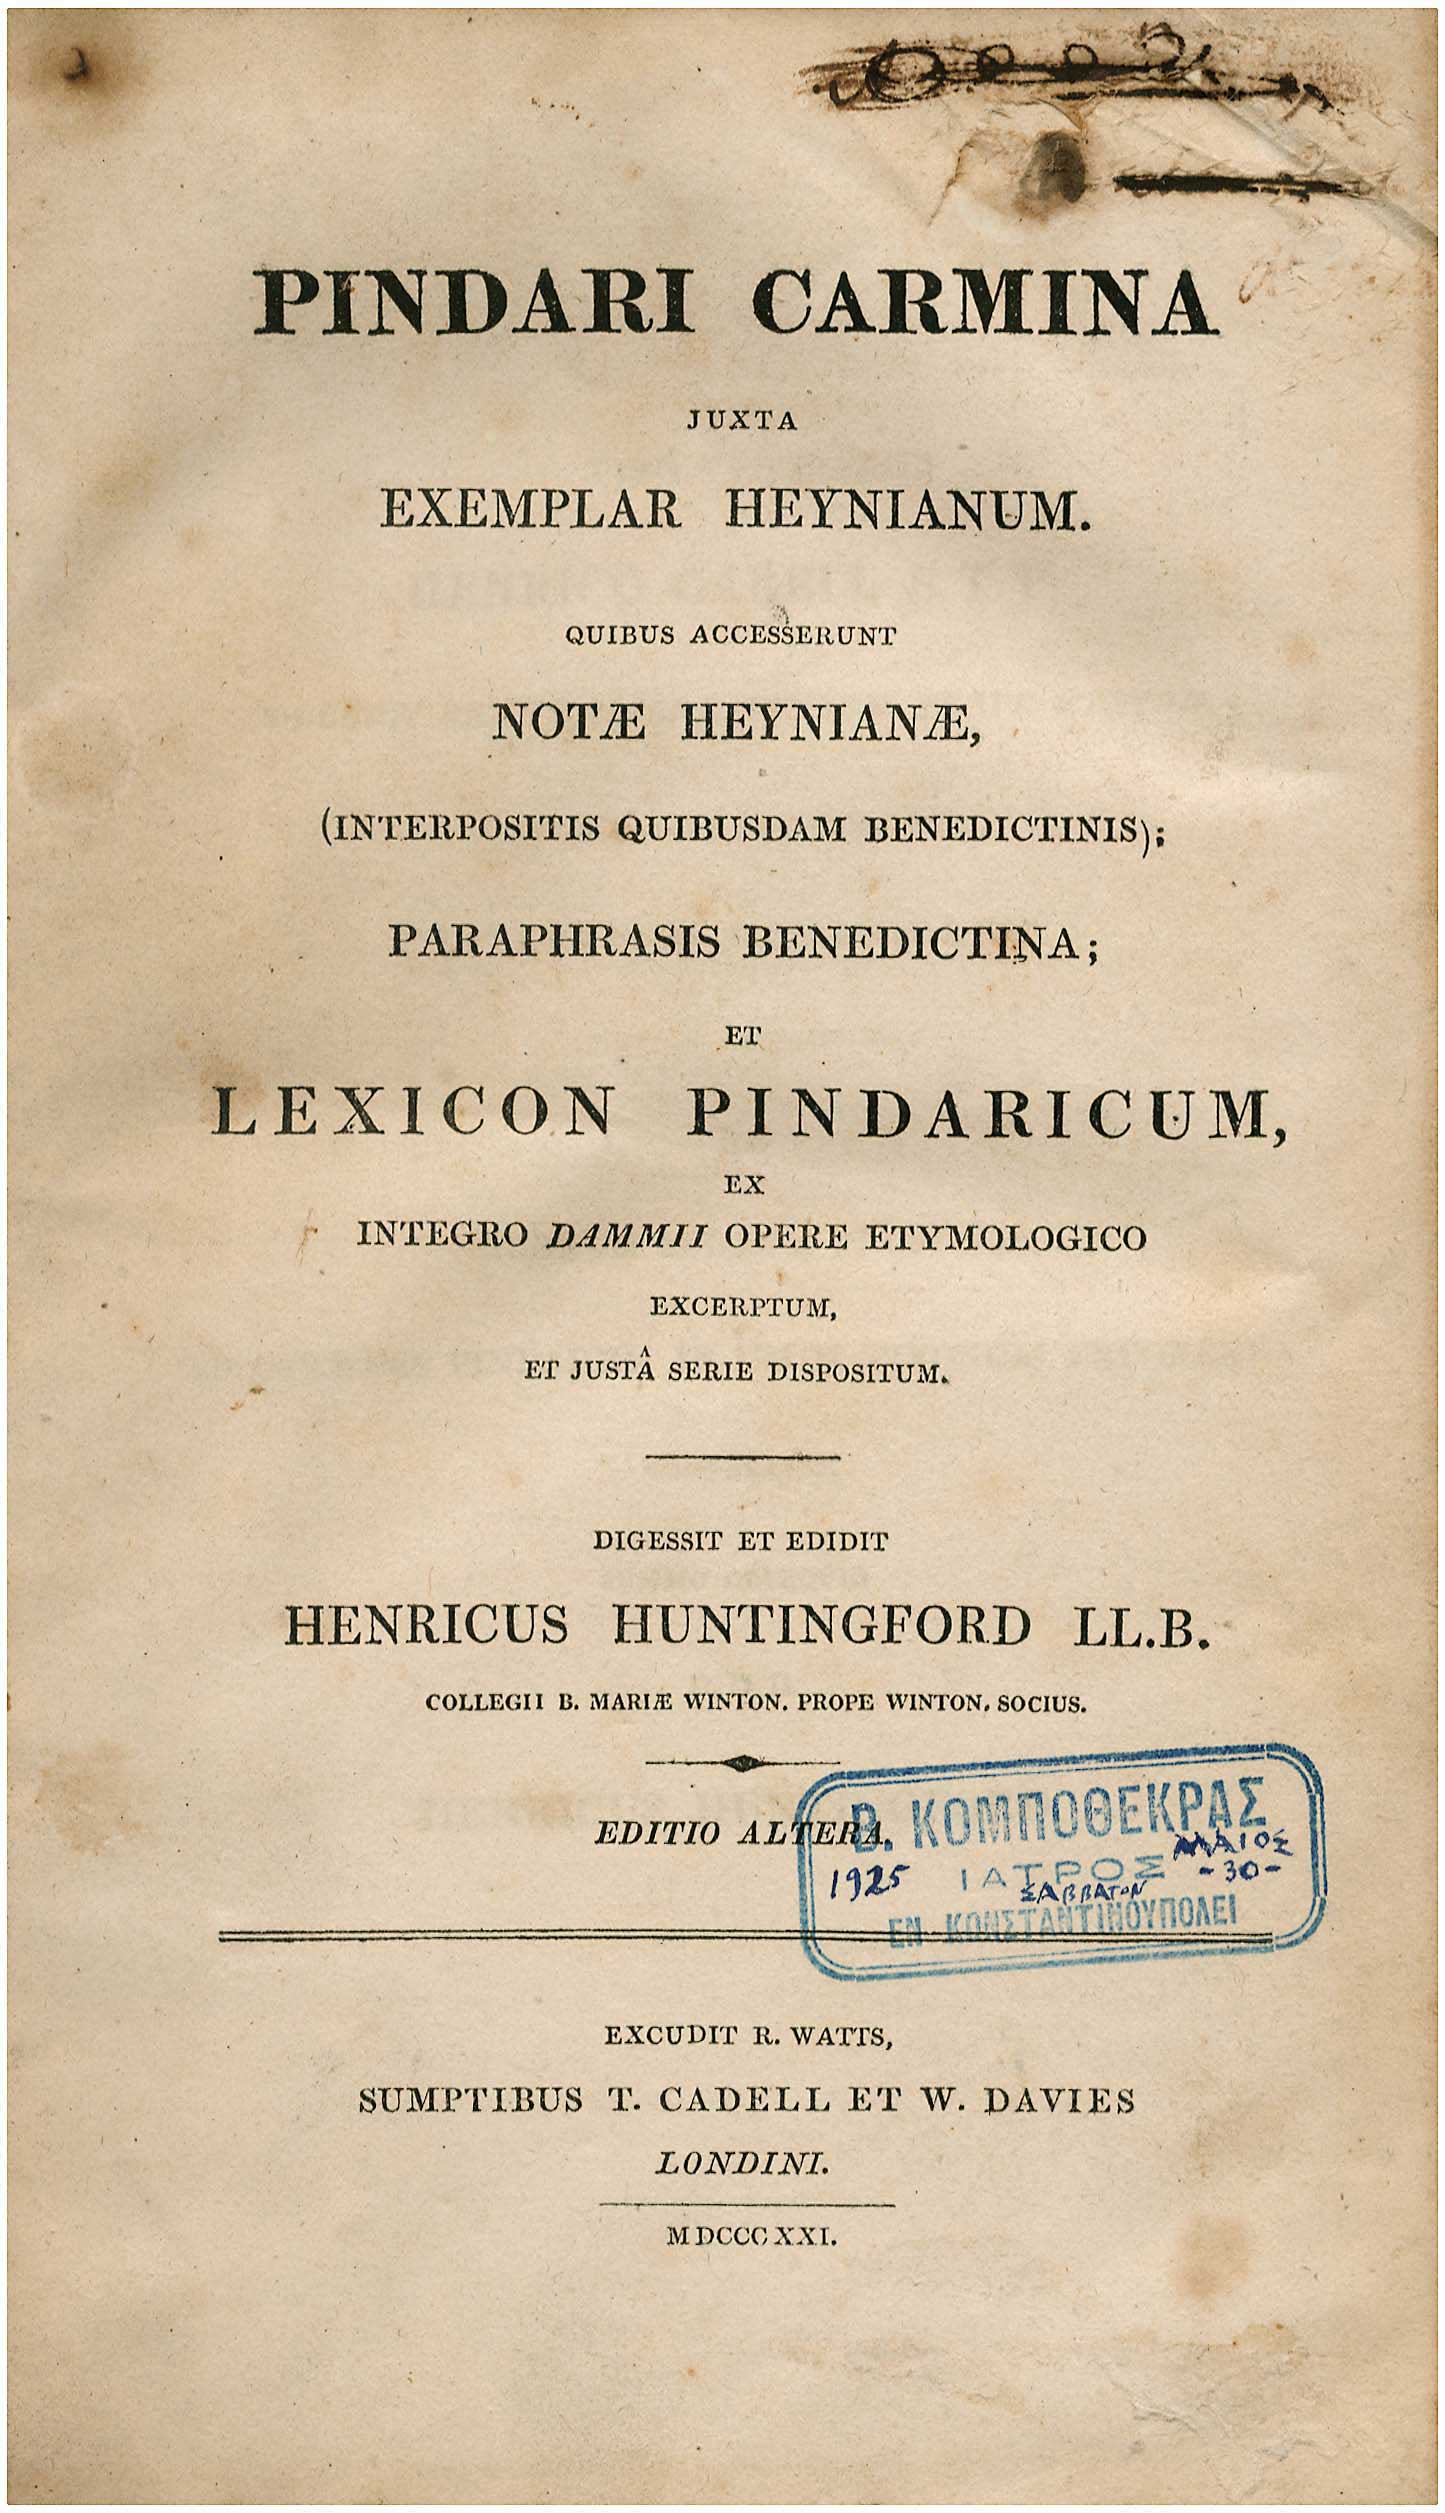 PINDARI CARMINA
JUXTA
EXEMPLAR HEYNIANUM.
QUIBUS ACCESSERUNT
NOTÆ HEYNIANÆ,
(INTERPOSITIS QUIBUSDAM BENEDICTINIS);
PARAPHRASIS BENEDICTINA;
ET
LEXICON PINDARICUM,
EX
INTEGRO DAMMII OPERE ETYMOLOGICO
EXCERPTUM,
ET JUSTÂ SERIE DISPOSITUM.
DIGESSIT ET EDIDIT
HENRICUS HUNTINGFORD LL.B.
COLLEGII B. MARIÆ WINTON. PROPE WINTON. SOCIUS.
EDITIO ALTERA.
Β. ΚΟΜΠΟΘΕΚΡΑΣ
ΙΑΤΡΟΣ
ΕΝ ΚΩΝΣΤΑΝΤΙΝΟΥΠΟΛΕΙ
1925
ΜΑΙΟΣ
-30-
ΣΑΒΒΑΤΟΝ
EXCUDIT R. WATTS,
SUMPTIBUS T. CADELL ET W. DAVIES
LONDINI.
MDCCCXXI.